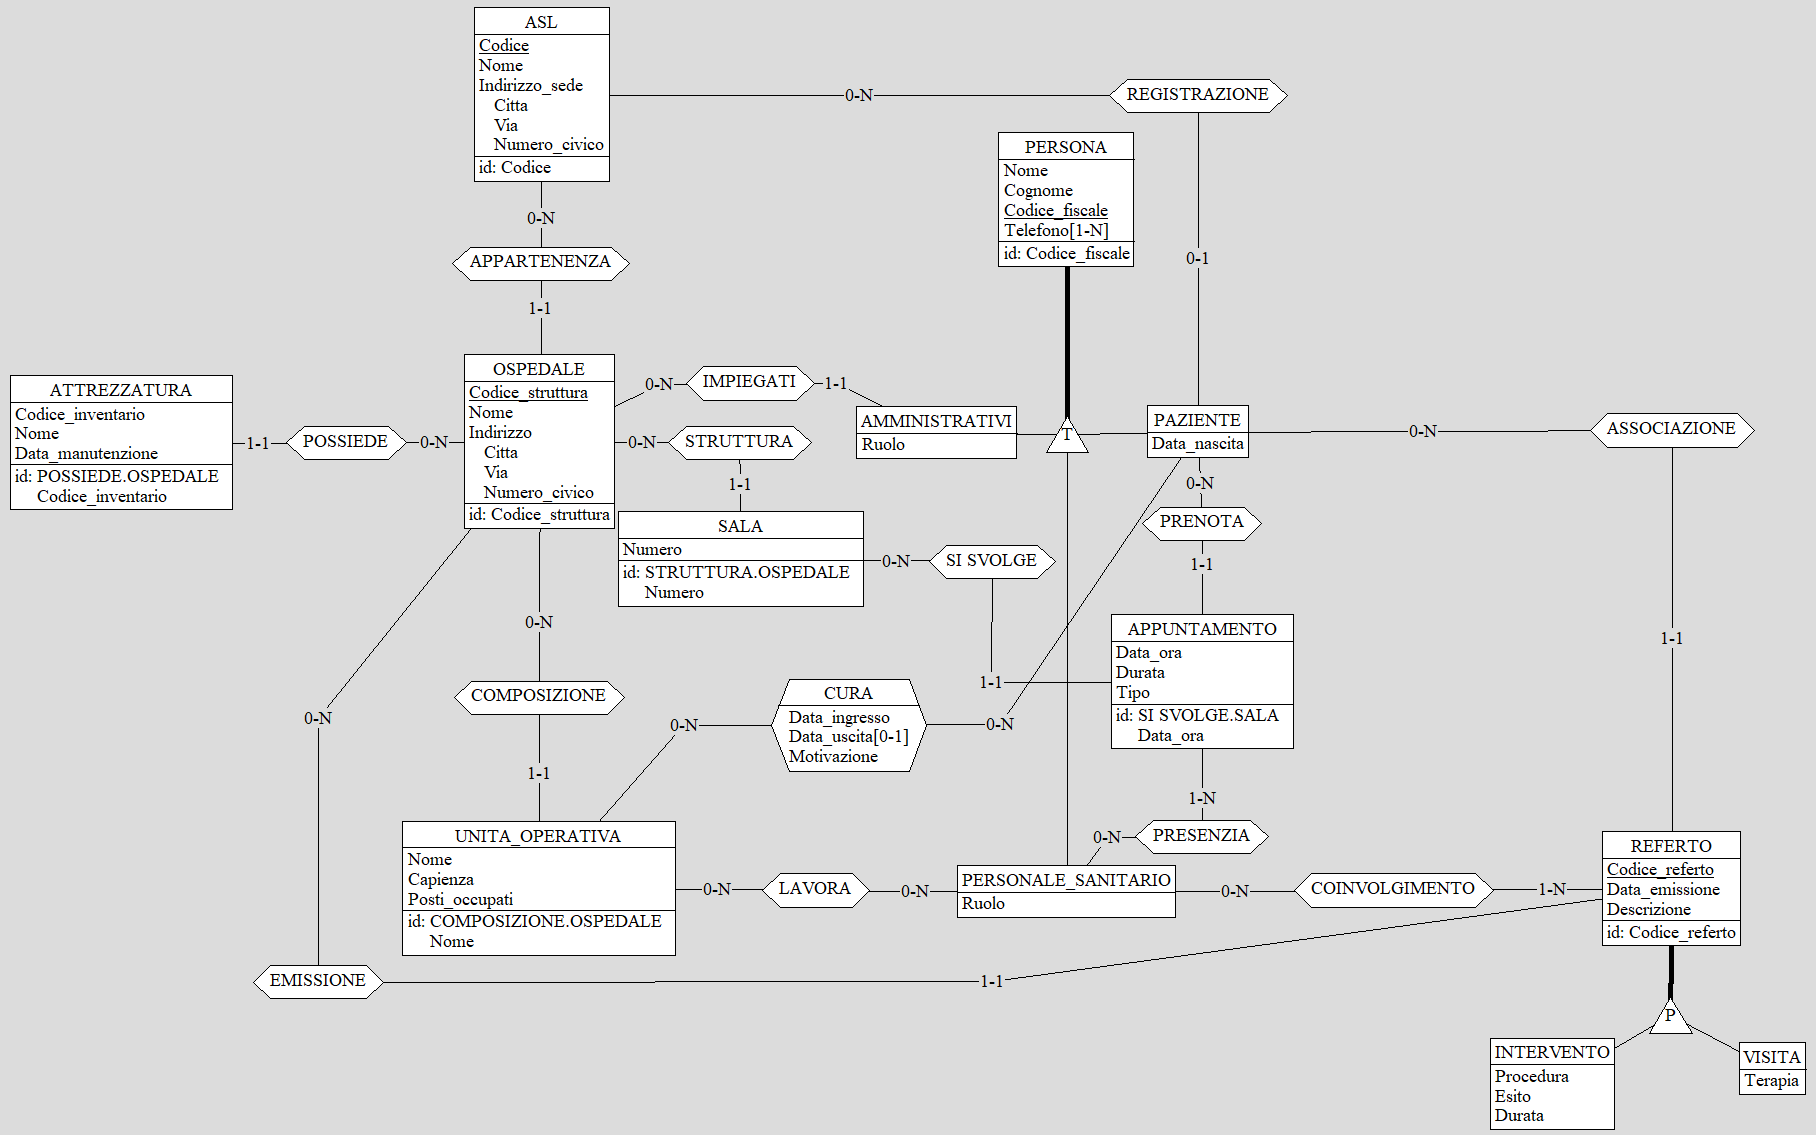 ASL
Codice
Nome
Indirizzo_sede
Citta
Via
Numero_civico
id: Codice
0-N
REGISTRAZIONE
0-N
APPARTENENZA
1-1
PERSONA
Nome
Cognome
Codice_fiscale
Telefono[1-N]
id: Codice_fiscale
0-1
ATTREZZATURA
Codice_inventario
Nome
Data_manutenzione
id: POSSIEDE.OSPEDALE
Codice_inventario
1-1
POSSIEDE
0-N
OSPEDALE
Codice_struttura
Nome
Indirizzo
Citta
Via
Numero_civico
id: Codice_struttura
0-N
IMPIEGATI
1-1
AMMINISTRATIVI
Ruolo
T
PAZIENTE
Data_nascita
0-N
ASSOCIAZIONE
0-N
STRUTTURA
1-1
SALA
Numero
id: STRUTTURA.OSPEDALE
Numero
0-N
SI SVOLGE
1-1
0-N
PRENOTA
1-1
APPUNTAMENTO
Data_ora
Durata
Tipo
id: SI SVOLGE.SALA
Data_ora
1-1
0-N
COMPOSIZIONE
1-1
0-N
0-N
CURA
Data_ingresso
Data_uscita[0-1]
Motivazione
0-N
1-N
PRESENZIA
0-N
UNITA_OPERATIVA
Nome
Capienza
Posti_occupati
id: COMPOSIZIONE.OSPEDALE
Nome
0-N
LAVORA
0-N
PERSONALE_SANITARIO
Ruolo
0-N
COINVOLGIMENTO
1-N
REFERTO
Codice_referto
Data_emissione
Descrizione
id: Codice_referto
EMISSIONE
1-1
P
INTERVENTO
Procedura
Esito
Durata
VISITA
Terapia